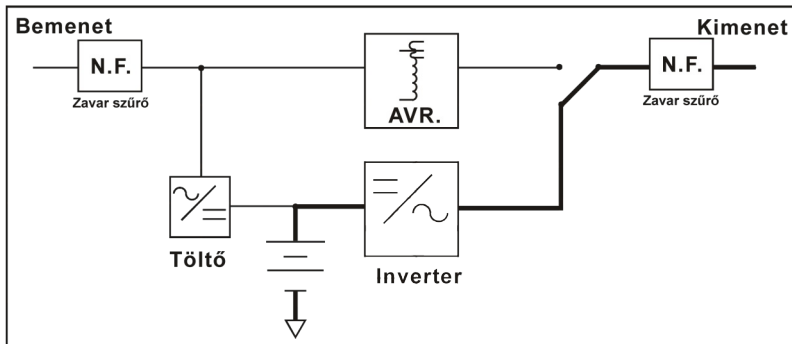 Bemenet
Kimenet
N.F.
Zavar szűrő
AVR.
N.F.
Zavar szűrő
Töltő
Inverter